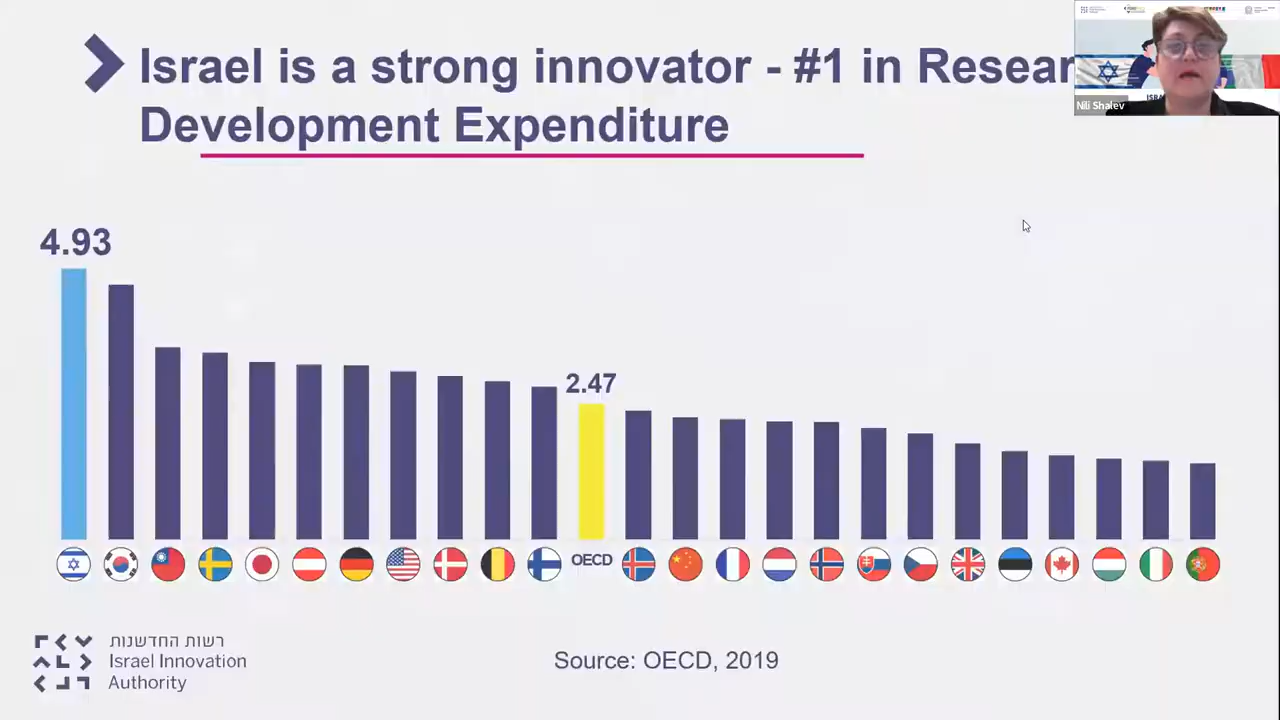 Israel is a strong innovator - #1 in Resear
Development Expenditure
Nili Shalev
4.93
2.47
OECD
רשות החדשנות
Israel Innovation
Authority
Source: OECD, 2019